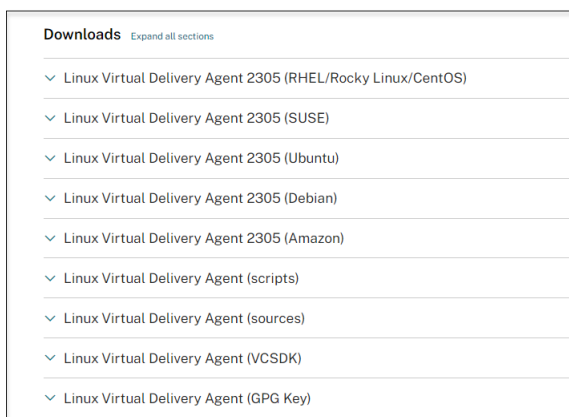 Downloads Expand all sections
Linux Virtual Delivery Agent 2305 (RHEL/Rocky Linux/CentOS)
Linux Virtual Delivery Agent 2305 (SUSE)
Linux Virtual Delivery Agent 2305 (Ubuntu)
Linux Virtual Delivery Agent 2305 (Debian)
Linux Virtual Delivery Agent 2305 (Amazon)
Linux Virtual Delivery Agent (scripts)
Linux Virtual Delivery Agent (sources)
Linux Virtual Delivery Agent (VCSDK)
Linux Virtual Delivery Agent (GPG Key)